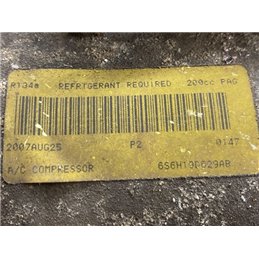 R134a REFRIGERANT REQUIRED 200cc PAG
2007AUG25 P2 0147
A/C COMPRESSOR 6S6H19D629AB